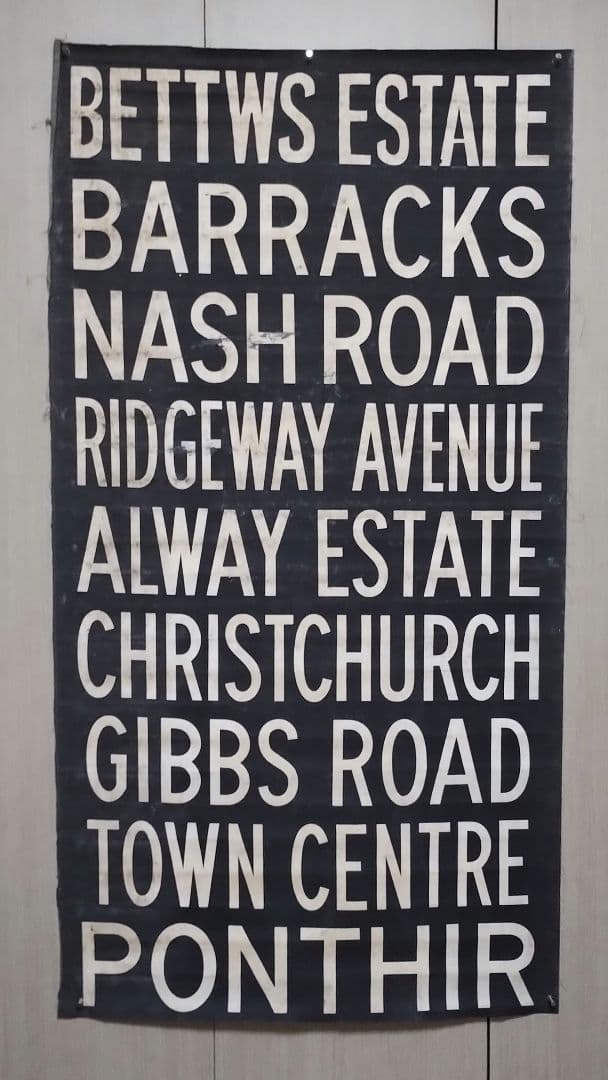 BETTWS ESTATE
BARRACKS
NASH ROAD
RIDGEWAY AVENUE
ALWAY ESTATE
CHRISTCHURCH
GIBBS ROAD
TOWN CENTRE
PONTHIR